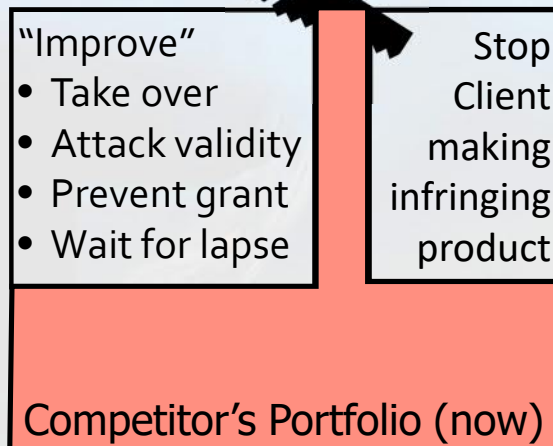 “Improve”
• Take over
• Attack validity
• Prevent grant
• Wait for lapse
Stop
Client
making
infringing
product
Competitor’s Portfolio (now)